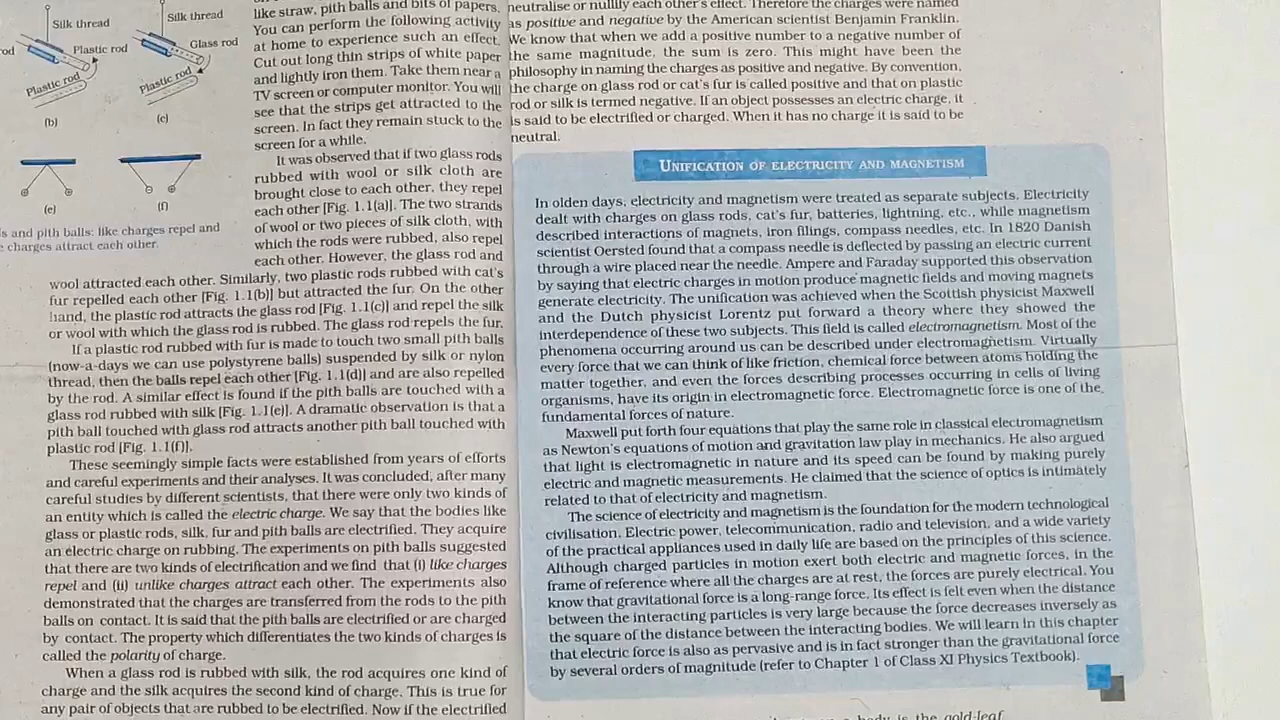 Silk thread
Plastic rod
Plastic rod
(b)
Silk thread
Glass rod
Plastic rod
(c)
(e)
(f)
and pith balls: like charges repel and
charges attract each other.
like straw, pith balls and bits of papers.
You can perform the following activity
at home to experience such an effect.
Cut out long thin strips of white paper
and lightly iron them. Take them near a
TV screen or computer monitor. You will
see that the strips get attracted to the
screen. In fact they remain stuck to the
screen for a while.
It was observed that if two glass rods
rubbed with wool or silk cloth are
brought close to each other, they repel
each other [Fig. 1.1(a)]. The two strands
of wool or two pieces of silk cloth, with
which the rods were rubbed, also repel
each other. However, the glass rod and
wool attracted each other. Similarly, two plastic rods rubbed with cat's
fur repelled each other [Fig. 1.1(b)] but attracted the fur. On the other
hand, the plastic rod attracts the glass rod [Fig. 1.1(c)] and repel the silk
or wool with which the glass rod is rubbed. The glass rod repels the fur.
If a plastic rod rubbed with fur is made to touch two small pith balls
(now-a-days we can use polystyrene balls) suspended by silk or nylon
thread, then the balls repel each other [Fig. 1.1(d)] and are also repelled
by the rod. A similar effect is found if the pith balls are touched with a
glass rod rubbed with silk [Fig. 1.1(e)]. A dramatic observation is that a
pith ball touched with glass rod attracts another pith ball touched with
plastic rod [Fig. 1.1(f)].
These seemingly simple facts were established from years of efforts
and careful experiments and their analyses. It was concluded, after many
careful studies by different scientists, that there were only two kinds of
an entity which is called the electric charge. We say that the bodies like
glass or plastic rods, silk, fur and pith balls are electrified. They acquire
an electric charge on rubbing. The experiments on pith balls suggested
that there are two kinds of electrification and we find that (i) like charges
repel and (ii) unlike charges attract each other. The experiments also
demonstrated that the charges are transferred from the rods to the pith
balls on contact. It is said that the pith balls are electrified or are charged
by contact. The property which differentiates the two kinds of charges is
called the polarity of charge.
When a glass rod is rubbed with silk, the rod acquires one kind of
charge and the silk acquires the second kind of charge. This is true for
any pair of objects that are rubbed to be electrified. Now if the electrified
neutralise or nullify each other's effect. Therefore the charges were named
as positive and negative by the American scientist Benjamin Franklin.
We know that when we add a positive number to a negative number of
the same magnitude, the sum is zero. This might have been the
philosophy in naming the charges as positive and negative. By convention,
the charge on glass rod or cat's fur is called positive and that on plastic
rod or silk is termed negative. If an object possesses an electric charge, it
is said to be electrified or charged. When it has no charge it is said to be
neutral.
UNIFICATION OF ELECTRICITY AND MAGNETISM
In olden days, electricity and magnetism were treated as separate subjects. Electricity
dealt with charges on glass rods, cat's fur, batteries, lightning, etc., while magnetism
described interactions of magnets, iron filings, compass needles, etc. In 1820 Danish
scientist Oersted found that a compass needle is deflected by passing an electric current
through a wire placed near the needle. Ampere and Faraday supported this observation
by saying that electric charges in motion produce magnetic fields and moving magnets
generate electricity. The unification was achieved when the Scottish physicist Maxwell
and the Dutch physicist Lorentz put forward a theory where they showed the
interdependence of these two subjects. This field is called electromagnetism. Most of the
phenomena occurring around us can be described under electromagnetism. Virtually
every force that we can think of like friction, chemical force between atoms holding the
matter together, and even the forces describing processes occurring in cells of living
organisms, have its origin in electromagnetic force. Electromagnetic force is one of the
fundamental forces of nature.
Maxwell put forth four equations that play the same role in classical electromagnetism
as Newton's equations of motion and gravitation law play in mechanics. He also argued
that light is electromagnetic in nature and its speed can be found by making purely
electric and magnetic measurements. He claimed that the science of optics is intimately
related to that of electricity and magnetism.
The science of electricity and magnetism is the foundation for the modern technological
civilisation. Electric power, telecommunication, radio and television, and a wide variety
of the practical appliances used in daily life are based on the principles of this science.
Although charged particles in motion exert both electric and magnetic forces, in the
frame of reference where all the charges are at rest, the forces are purely electrical. You
know that gravitational force is a long-range force. Its effect is felt even when the distance
between the interacting particles is very large because the force decreases inversely as
the square of the distance between the interacting bodies. We will learn in this chapter
that electric force is also as pervasive and is in fact stronger than the gravitational force
by several orders of magnitude (refer to Chapter 1 of Class XI Physics Textbook).
body is the gold-leaf